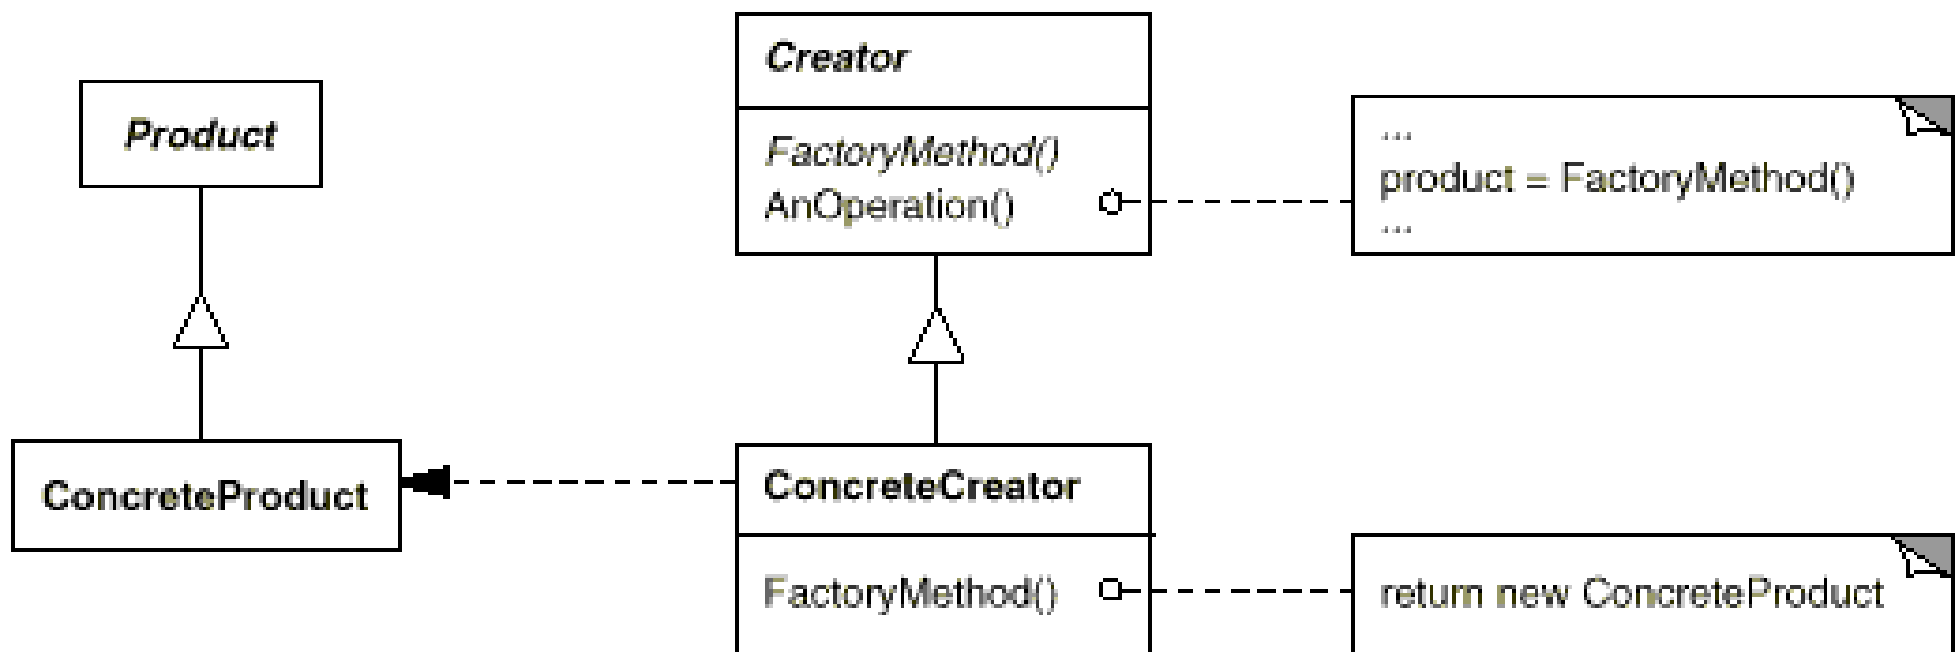 Product
Creator
FactoryMethod()
AnOperation()
...
product = FactoryMethod()
...
ConcreteProduct
ConcreteCreator
FactoryMethod()
return new ConcreteProduct